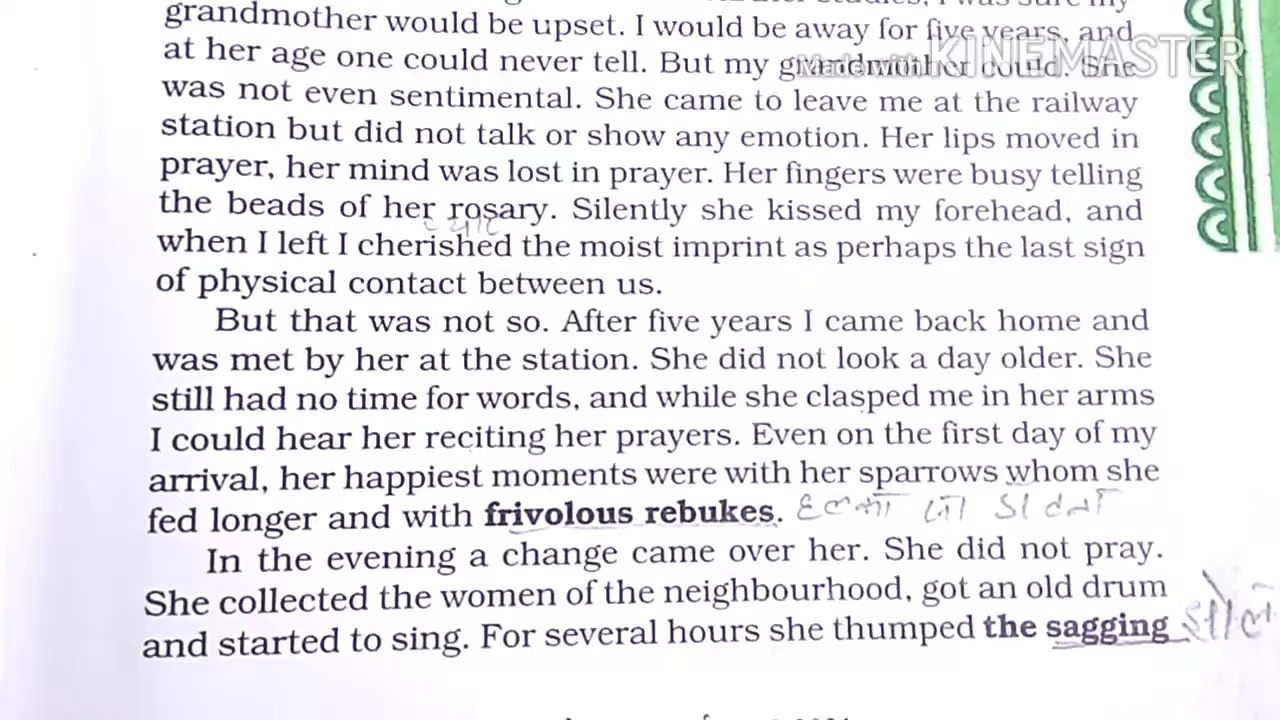 grandmother would be upset. I would be away for five years, and
at her age one could never tell. But my grandmother could. She
was not even sentimental. She came to leave me at the railway
station but did not talk or show any emotion. Her lips moved in
prayer, her mind was lost in prayer. Her fingers were busy telling
the beads of her rosary. Silently she kissed my forehead, and
when I left I cherished the moist imprint as perhaps the last sign
of physical contact between us.
But that was not so. After five years I came back home and
was met by her at the station. She did not look a day older. She
still had no time for words, and while she clasped me in her arms
I could hear her reciting her prayers. Even on the first day of my
arrival, her happiest moments were with her sparrows whom she
fed longer and with frivolous rebukes.
In the evening a change came over her. She did not pray.
She collected the women of the neighbourhood, got an old drum
and started to sing. For several hours she thumped the sagging
Made with KINEMASTER